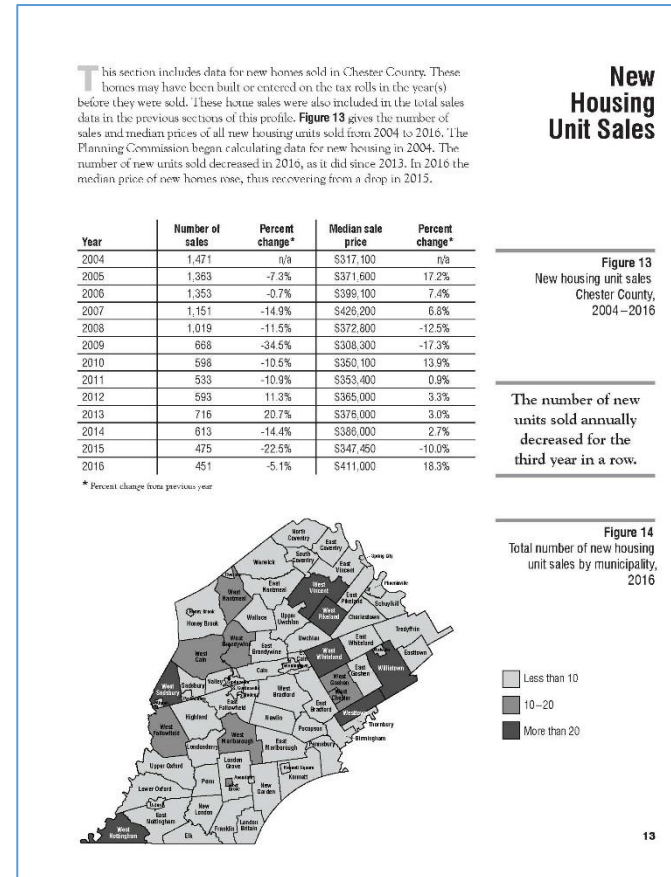 This section includes data for new homes sold in Chester County. These
homes may have been built or entered on the tax rolls in the year(s)
before they were sold. These home sales were also included in the total sales
data in the previous sections of this profile. Figure 13 gives the number of
sales and median prices of all new housing units sold from 2004 to 2016. The
Planning Commission began calculating data for new housing in 2004. The
number of new units sold decreased in 2016, as it did since 2013. In 2016 the
median price of new homes rose, thus recovering from a drop in 2015.
New
Housing
Unit Sales
Year Number of sales Percent change* Median sale price Percent change*
2004 1,471 n/a $317,100 n/a
2005 1,363 -7.3% $371,600 17.2%
2006 1,353 -0.7% $399,100 7.4%
2007 1,151 -14.9% $426,200 6.8%
2008 1,019 -11.5% $372,800 -12.5%
2009 668 -34.5% $308,300 -17.3%
2010 598 -10.5% $350,100 13.9%
2011 533 -10.9% $353,400 0.9%
2012 593 11.3% $365,000 3.3%
2013 716 20.7% $376,000 3.0%
2014 613 -14.4% $386,000 2.7%
2015 475 -22.5% $347,450 -10.0%
2016 451 -5.1% $411,000 18.3%
* Percent change from previous year
Figure 13
New housing unit sales
Chester County,
2004–2016
The number of new
units sold annually
decreased for the
third year in a row.
Figure 14
Total number of new housing
unit sales by municipality,
2016
Less than 10
10–20
More than 20
North Coventry
East Coventry
South Coventry
Warwick
Spring City
East Vincent
West Vincent
East Nantmeal
West Nantmeal
Phoenixville
East Pikeland
Schuylkill
West Pikeland
Charlestown
Honey Brook
Honey Brook
Wallace
Upper Uwchlan
Uwchlan
Tredyffrin
West Brandywine
East Brandywine
East Whiteland
West Whiteland
Easttown
Willistown
West Caln
Caln
East Caln
East Goshen
West Goshen
West Chester
West Sadsbury
Sadsbury
Valley
West Bradford
East Bradford
Westtown
East Fallowfield
Highland
Newlin
Thornbury
Pocopson
Birmingham
West Fallowfield
West Marlborough
East Marlborough
Pennsbury
Londonderry
Upper Oxford
London Grove
Kennett Square
Kennett
Penn
Lower Oxford
New Garden
Oxford
East Nottingham
New London
London Britain
Franklin
Elk
West Nottingham
13